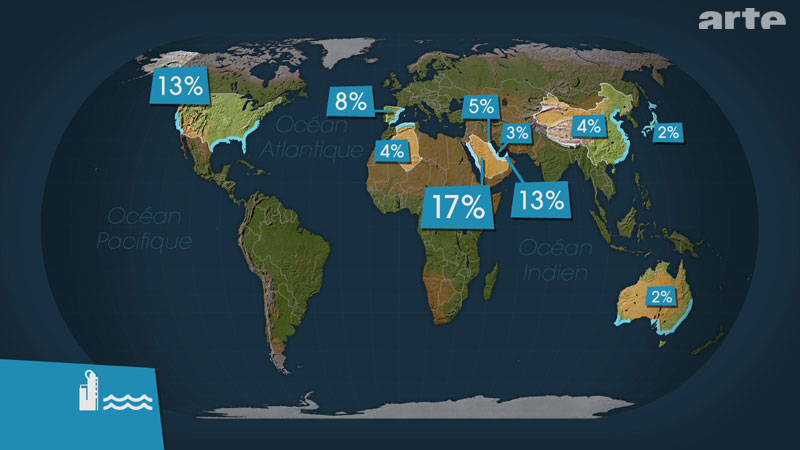 arte
13%
8%
5%
3%
4%
2%
4%
17%
13%
2%
Océan
Atlantique
Océan
Pacifique
Océan
Indien